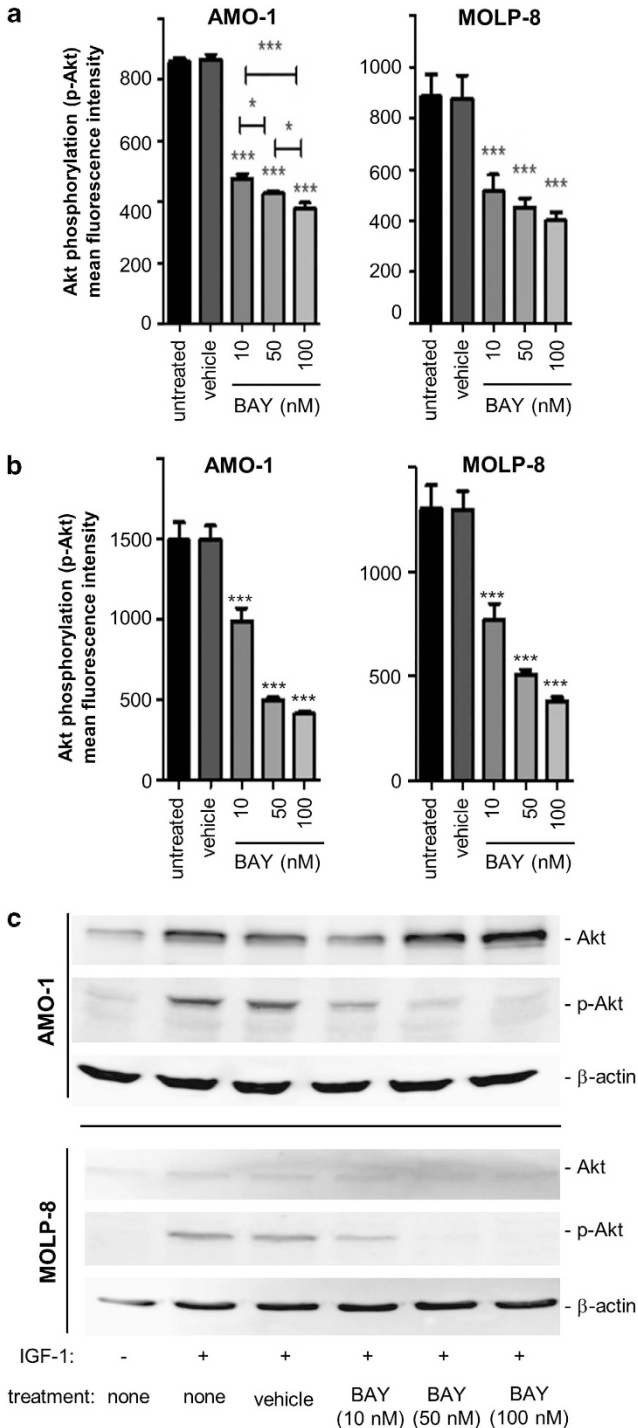 a
AMO-1
MOLP-8
Akt phosphorylation (p-Akt)
mean fluorescence intensity
800
600
400
200
0
***
*
*
***
***
***
untreated
vehicle
10
50
100
BAY (nM)
1000
800
600
400
200
0
***
***
***
untreated
vehicle
10
50
100
BAY (nM)
b
AMO-1
MOLP-8
Akt phosphorylation (p-Akt)
mean fluorescence intensity
1500
1000
500
0
***
***
***
untreated
vehicle
10
50
100
BAY (nM)
1000
500
0
***
***
***
untreated
vehicle
10
50
100
BAY (nM)
c
AMO-1
- Akt
- p-Akt
- β-actin
MOLP-8
- Akt
- p-Akt
- β-actin
IGF-1: - + + + + +
treatment: none none vehicle BAY BAY BAY
(10 nM) (50 nM) (100 nM)